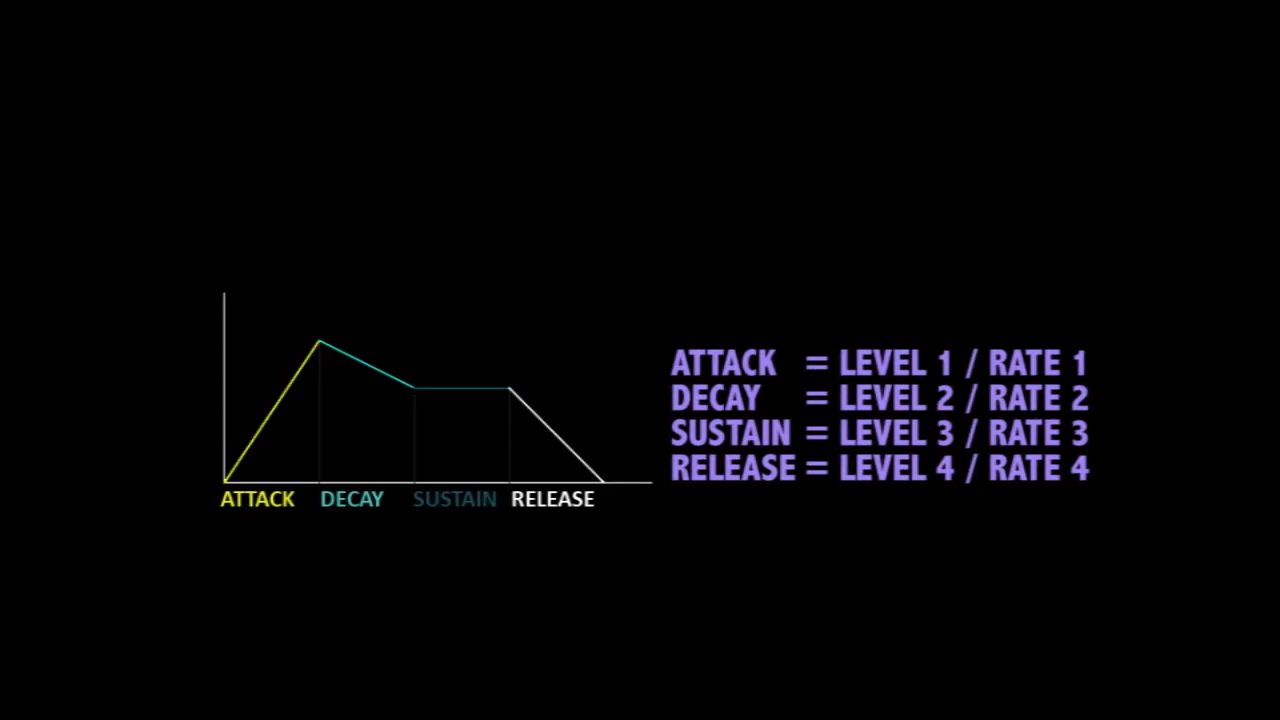 ATTACK = LEVEL 1 / RATE 1
DECAY = LEVEL 2 / RATE 2
SUSTAIN = LEVEL 3 / RATE 3
RELEASE = LEVEL 4 / RATE 4
ATTACK DECAY SUSTAIN RELEASE